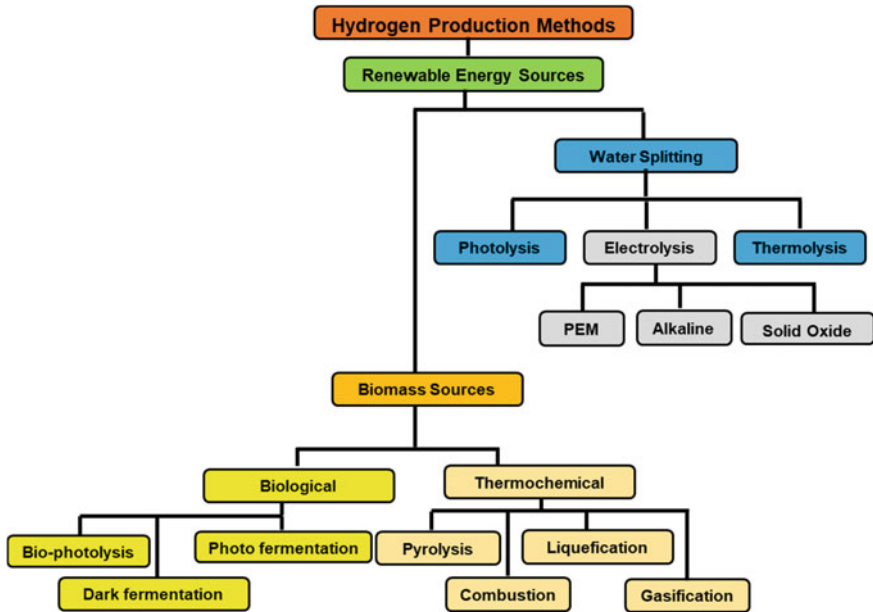 Hydrogen Production Methods
Renewable Energy Sources
Water Splitting
Photolysis
Electrolysis
Thermolysis
PEM
Alkaline
Solid Oxide
Biomass Sources
Biological
Thermochemical
Bio-photolysis
Photo fermentation
Pyrolysis
Liquefication
Dark fermentation
Combustion
Gasification